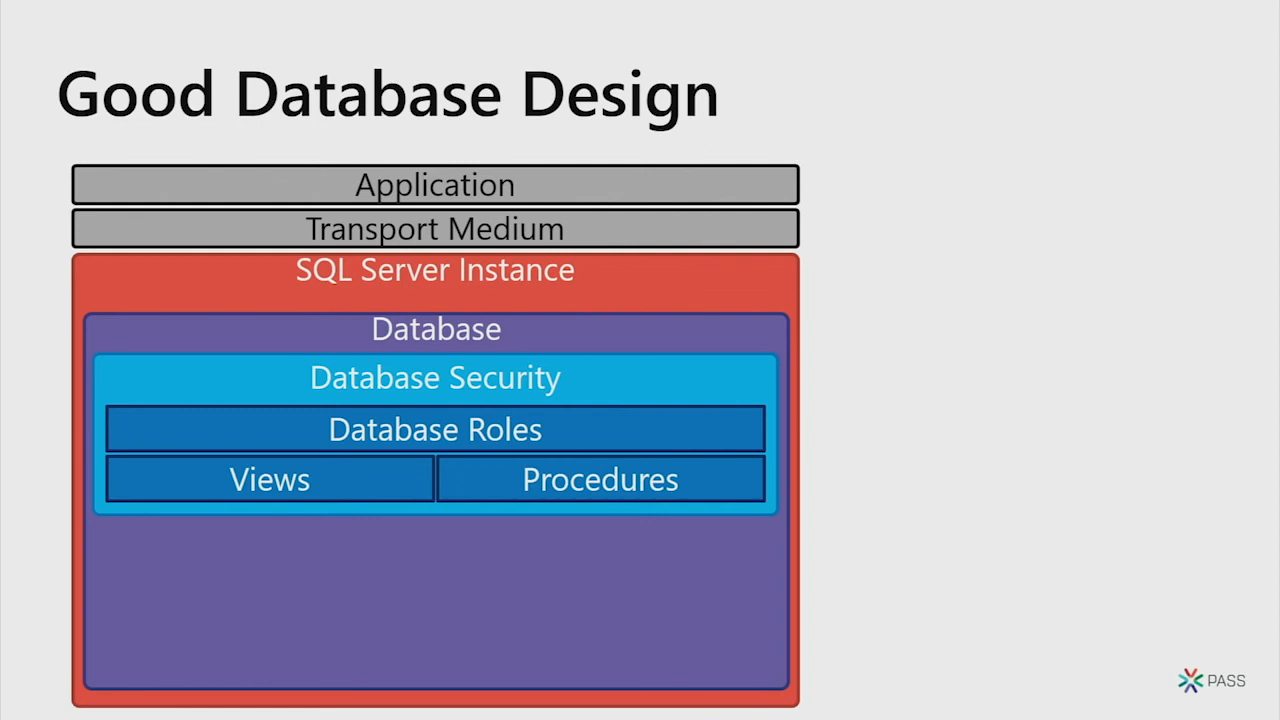 Good Database Design
Application
Transport Medium
SQL Server Instance
Database
Database Security
Database Roles
Views
Procedures
PASS